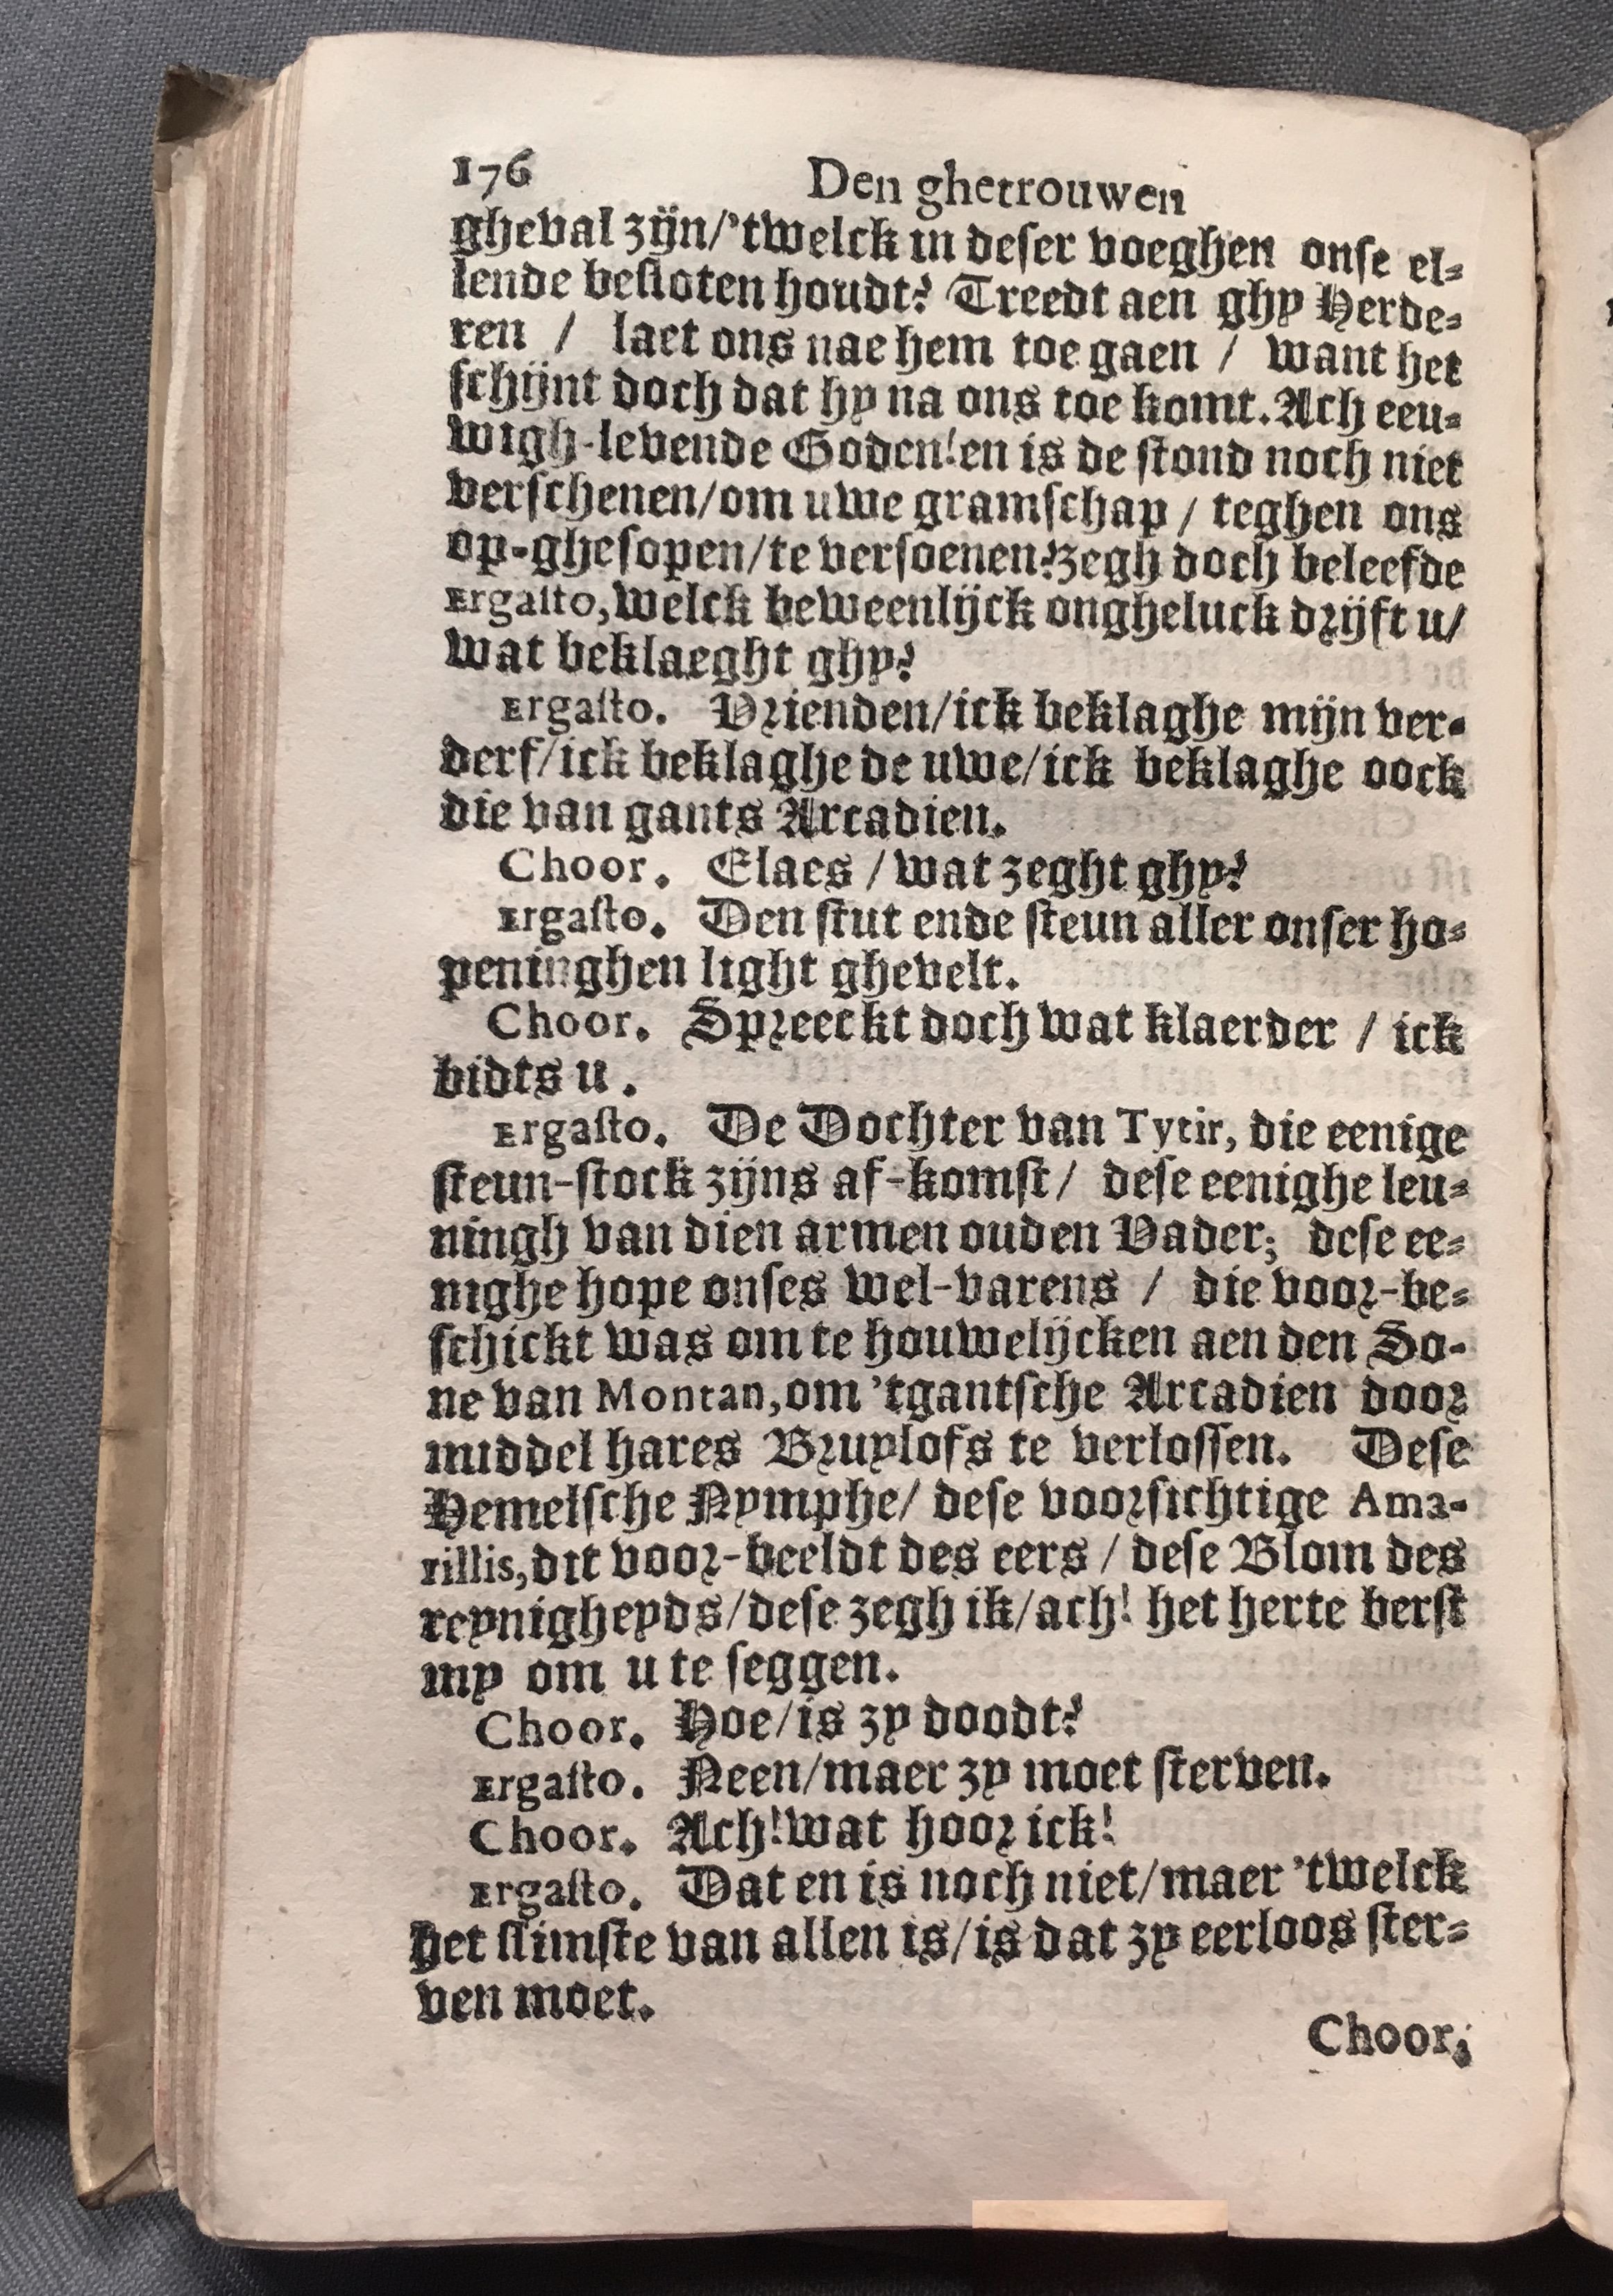 176 Den ghetrouwen
gheval zijn/'twelck in deser voeghen onse el-
lende besloten houdt? Treedt aen ghy Herde-
ren / laet ons nae hem toe gaen / want het
schijnt doch dat hy na ons toe komt. Ach eeu-
wigh-levende Goden! en is de stond noch niet
verschenen/om uwe gramschap / teghen ons
op-ghesopen/te versoenen? zegh doch beleefde
Ergasto, welck beweenlijck ongheluck drijft u/
wat beklaeght ghy?
Ergasto. Vrienden/ick beklaghe mijn ver-
derf/ick beklaghe de uwe/ick beklaghe oock
die van gants Arcadien.
Choor. Elaes / wat zeght ghy?
Ergasto. Den stut ende steun aller onser ho-
peninghen light ghevelt.
Choor. Spreeckt doch wat klaerder / ick
bidts u.
Ergasto. De Dochter van Tytir, die eenige
steun-stock zijns af-komst / dese eenighe leu-
ningh van dien armen ouden Vader; dese ee-
nighe hope onses wel-varens / die voor-be-
schickt was om te houwelijcken aen den So-
ne van Montan, om 'tgantsche Arcadien door
middel hares Bruylofs te verlossen. Dese
Hemelsche Nymphe/ dese voorsichtige Ama-
rillis, dit voor-beeldt des eers / dese Blom des
reynigheyds/dese zegh ik/ach! het herte berst
my om u te seggen.
Choor. Hoe/is zy doodt?
Ergasto. Neen/maer zy moet sterven.
Choor. Ach! wat hoor ick!
Ergasto. Dat en is noch niet/maer 'twelck
het slimste van allen is/is dat zy eerloos ster-
ven moet.
Choor;